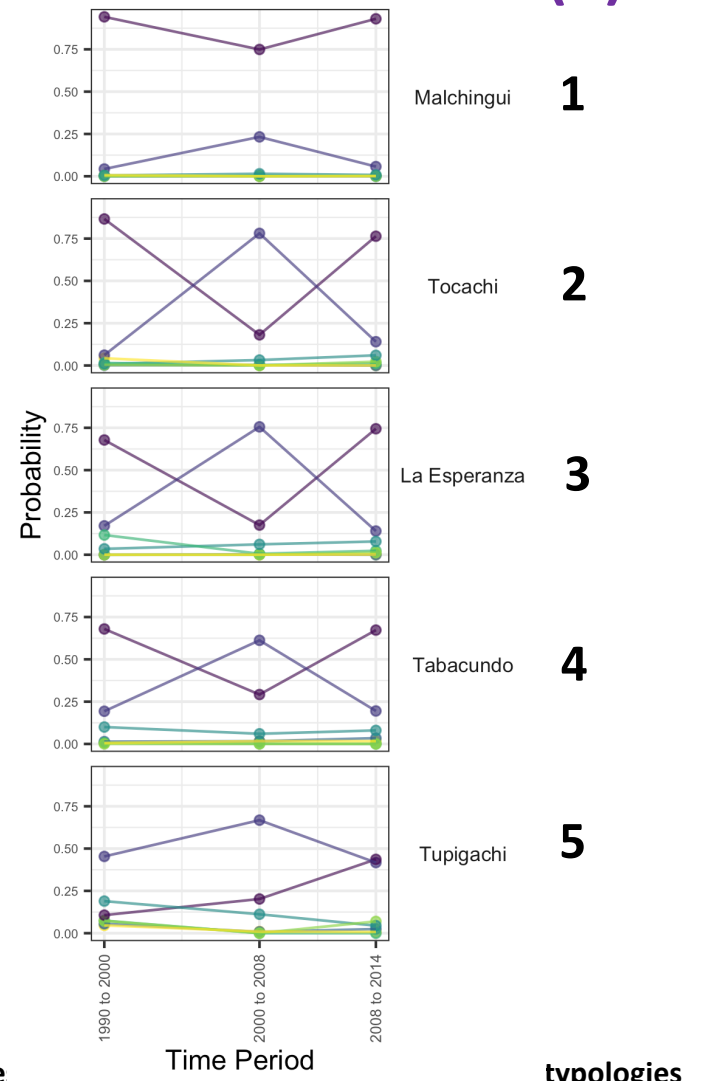 0.75
0.50
0.25
0.00
Malchingui
1
0.75
0.50
0.25
0.00
Tocachi
2
0.75
0.50
0.25
0.00
La Esperanza
3
0.75
0.50
0.25
0.00
Tabacundo
4
0.75
0.50
0.25
0.00
Tupigachi
5
Probability
1990 to 2000
2000 to 2008
2008 to 2014
Time Period
typologies